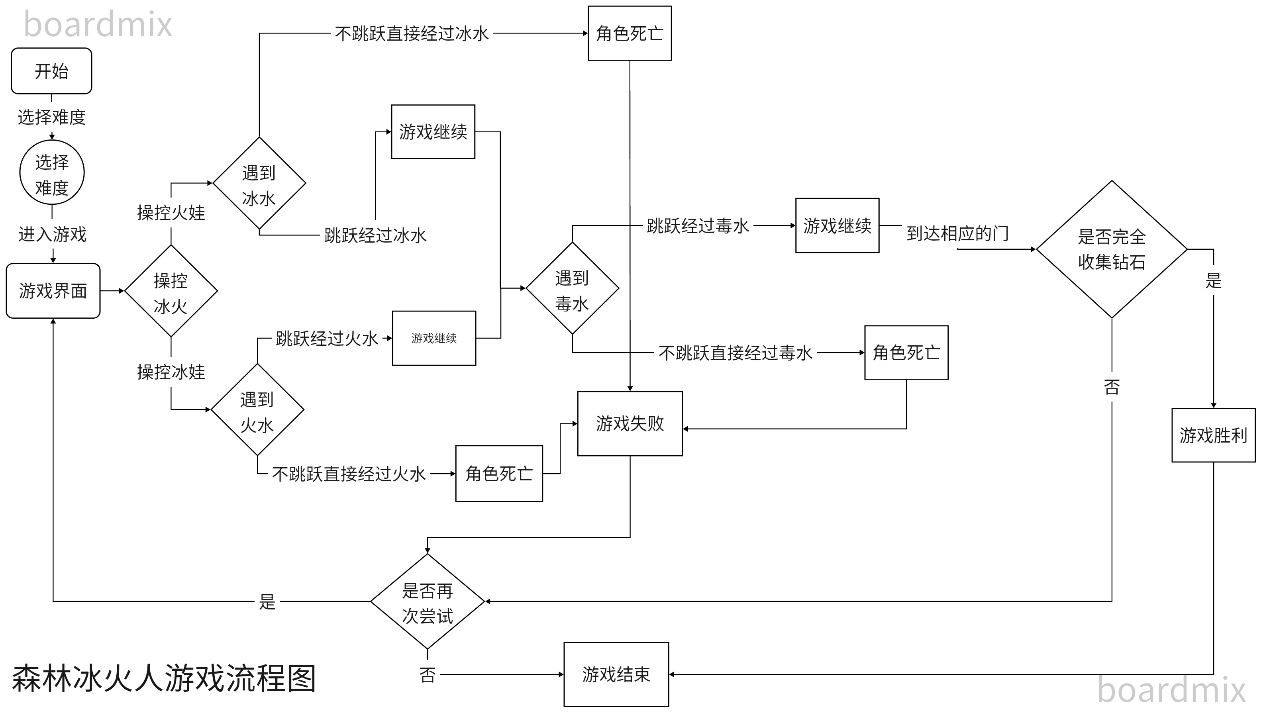 boardmix
开始
选择难度
选择
难度
进入游戏
游戏界面
操控
冰火
操控火娃
操控冰娃
遇到
冰水
不跳跃直接经过冰水
角色死亡
跳跃经过冰水
游戏继续
遇到
火水
跳跃经过火水
游戏继续
不跳跃直接经过火水
角色死亡
遇到
毒水
跳跃经过毒水
游戏继续
到达相应的门
不跳跃直接经过毒水
角色死亡
游戏失败
是否完全
收集钻石
是
否
游戏胜利
是否再
次尝试
是
否
游戏结束
森林冰火人游戏流程图
boardmix